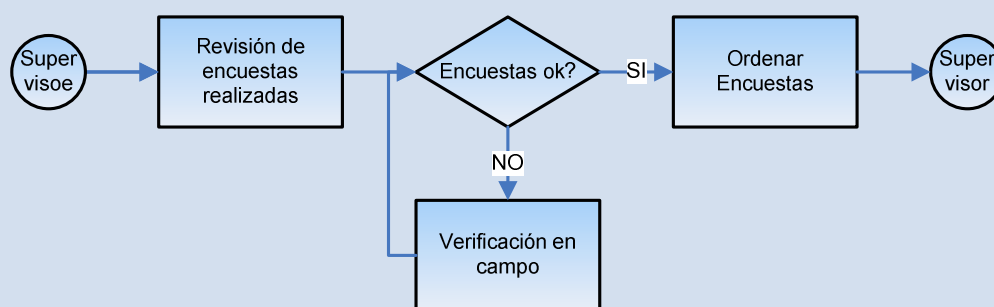 Super
visoe
Revisión de
encuestas
realizadas
Encuestas ok?
SI
Ordenar
Encuestas
Super
visor
NO
Verificación en
campo